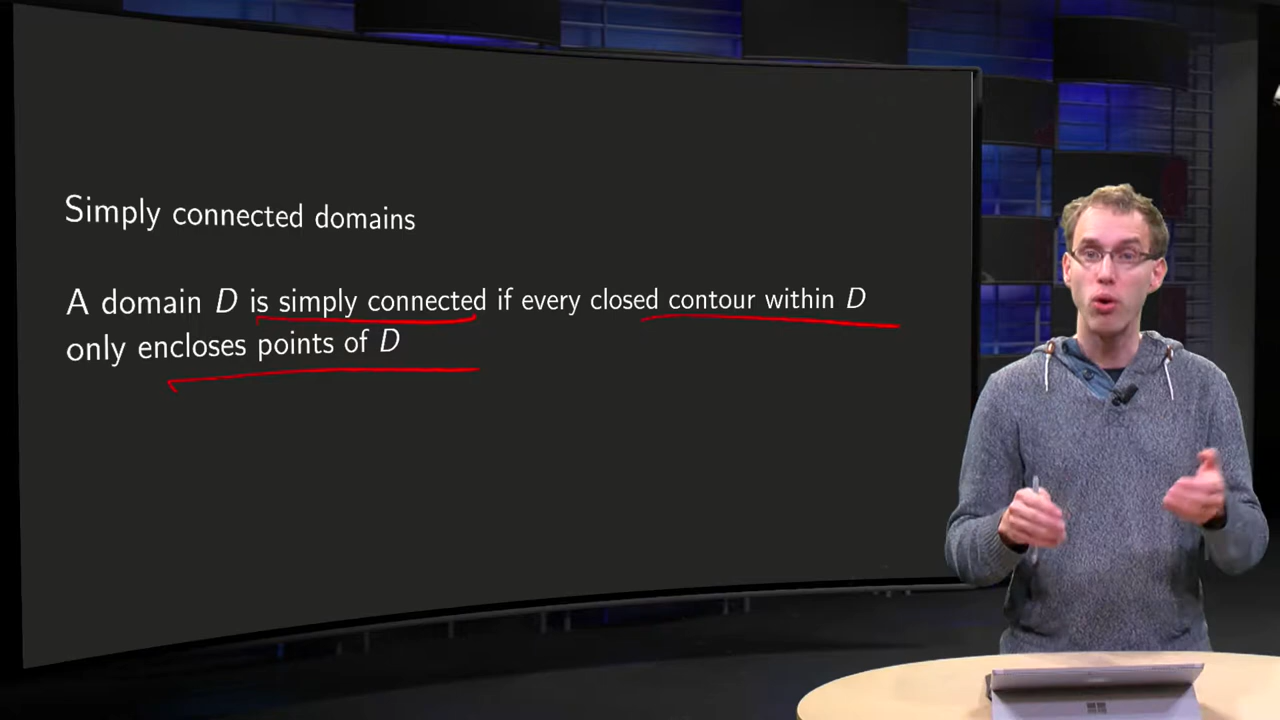 Simply connected domains
A domain D is simply connected if every closed contour within D
only encloses points of D